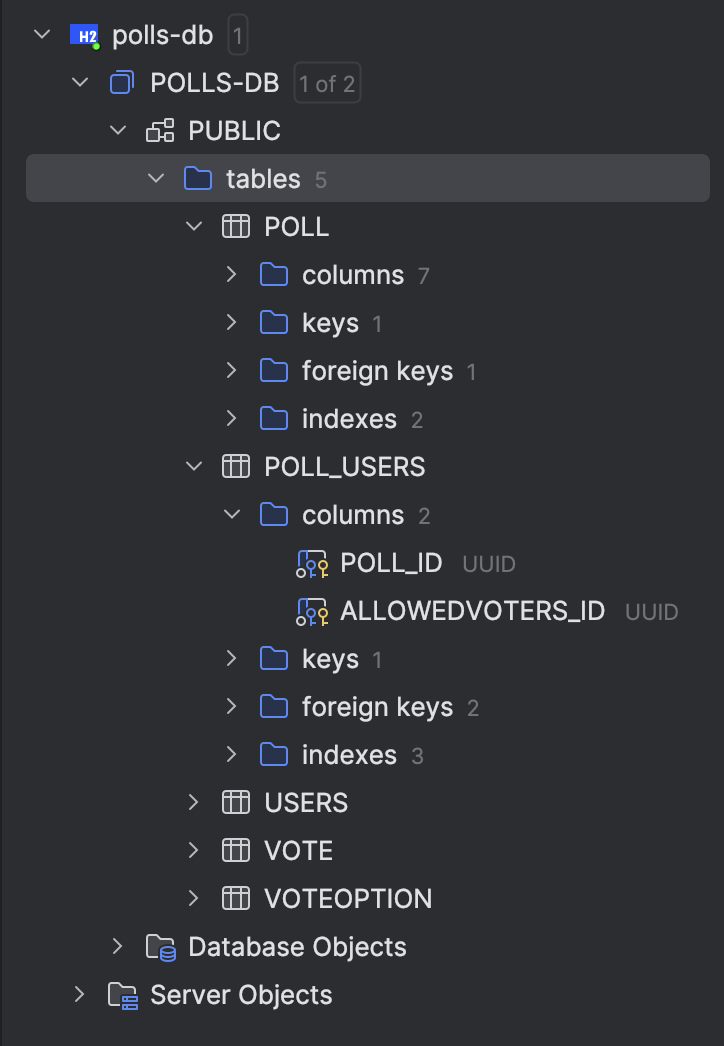 H2 polls-db 1
POLLS-DB 1 of 2
PUBLIC
tables 5
POLL
columns 7
keys 1
foreign keys 1
indexes 2
POLL_USERS
columns 2
POLL_ID UUID
ALLOWEDVOTERS_ID UUID
keys 1
foreign keys 2
indexes 3
USERS
VOTE
VOTEOPTION
Database Objects
Server Objects